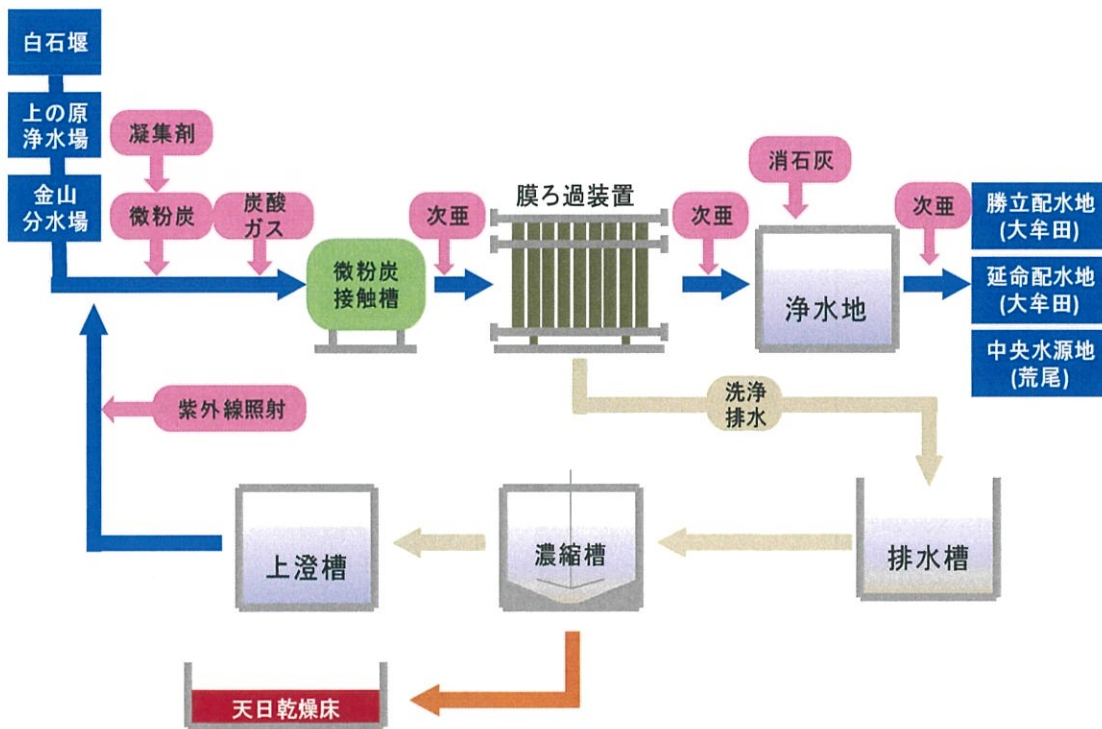 白石堰
上の原
浄水場
金山
分水場
凝集剤
微粉炭
炭酸
ガス
微粉炭
接触槽
次亜
膜ろ過装置
次亜
消石灰
浄水地
次亜
勝立配水地
(大牟田)
延命配水地
(大牟田)
中央水源地
(荒尾)
紫外線照射
洗浄
排水
上澄槽
濃縮槽
排水槽
天日乾燥床